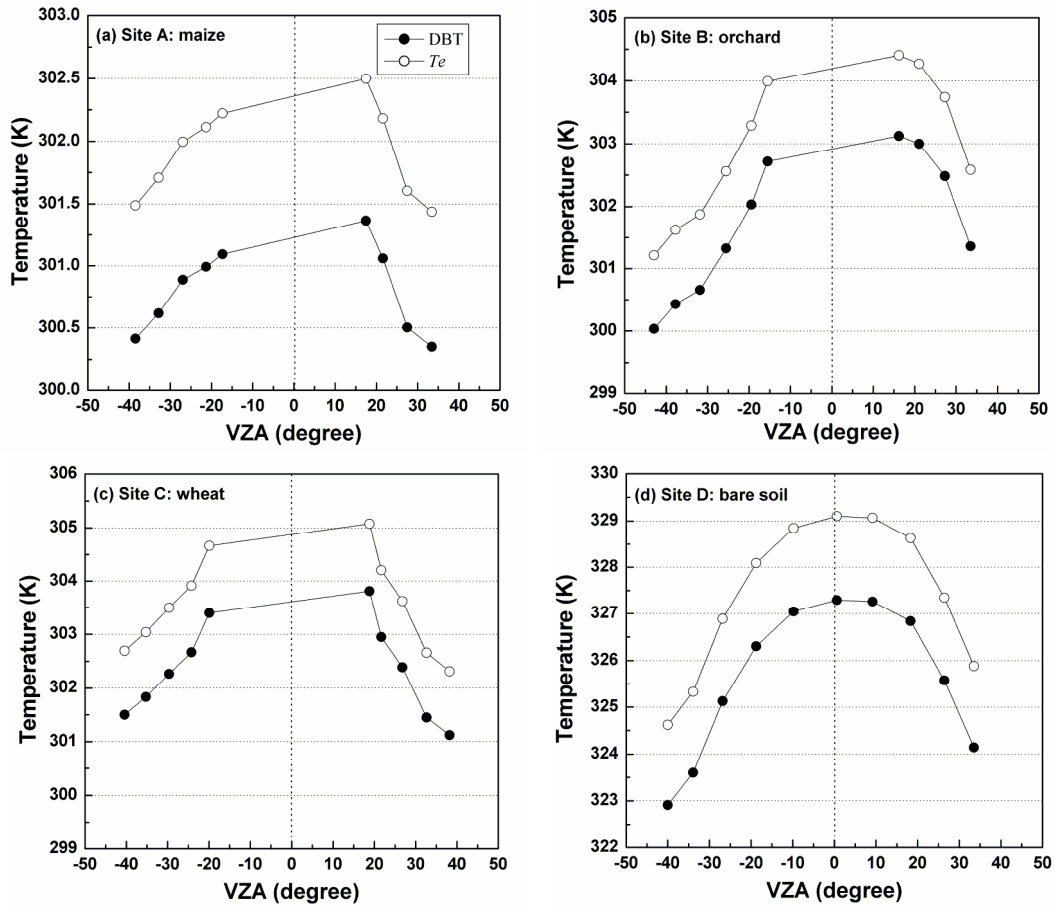 303.0
(a) Site A: maize
DBT
Te
302.5
302.0
301.5
301.0
300.5
300.0
Temperature (K)
-50 -40 -30 -20 -10 0 10 20 30 40 50
VZA (degree)
305
(b) Site B: orchard
304
303
302
301
300
299
Temperature (K)
-50 -40 -30 -20 -10 0 10 20 30 40 50
VZA (degree)
306
(c) Site C: wheat
305
304
303
302
301
300
299
Temperature (K)
-50 -40 -30 -20 -10 0 10 20 30 40 50
VZA (degree)
330
(d) Site D: bare soil
329
328
327
326
325
324
323
322
Temperature (K)
-50 -40 -30 -20 -10 0 10 20 30 40 50
VZA (degree)